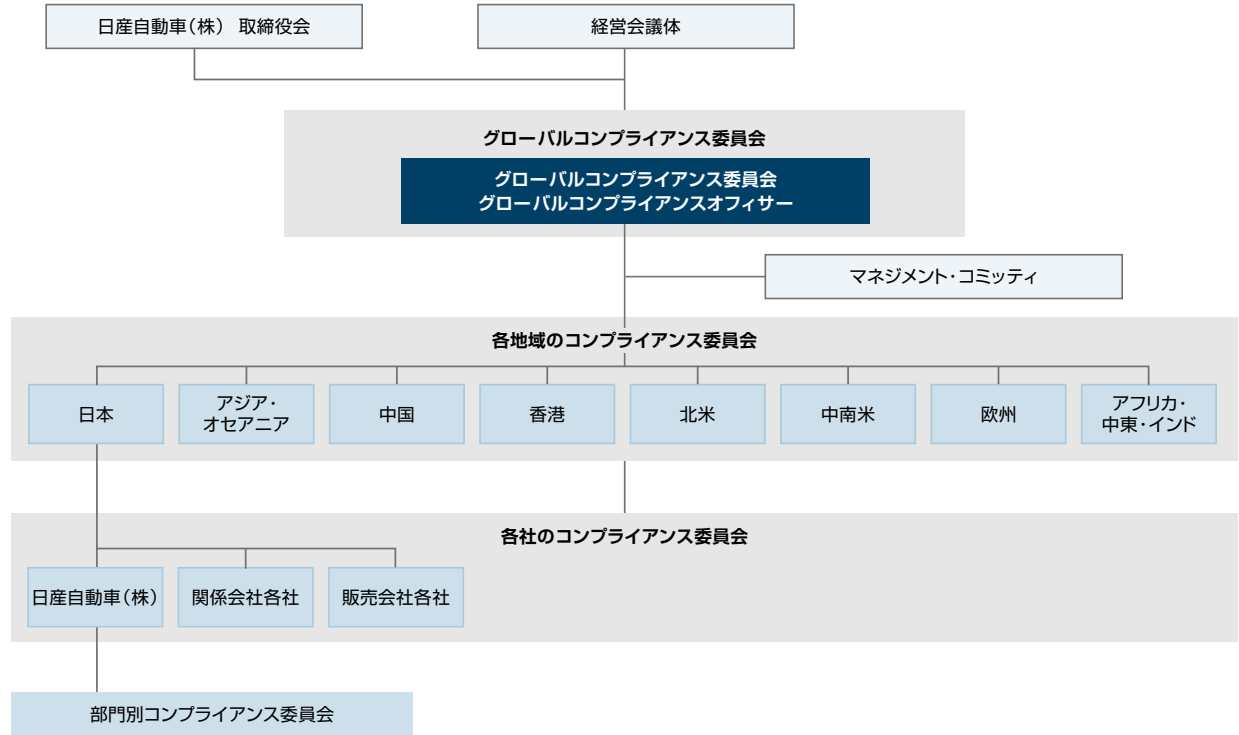 日産自動車(株) 取締役会
経営会議体
グローバルコンプライアンス委員会
グローバルコンプライアンス委員会
グローバルコンプライアンスオフィサー
マネジメント・コミッティ
各地域のコンプライアンス委員会
日本
アジア・
オセアニア
中国
香港
北米
中南米
欧州
アフリカ・
中東・インド
各社のコンプライアンス委員会
日産自動車(株)
関係会社各社
販売会社各社
部門別コンプライアンス委員会